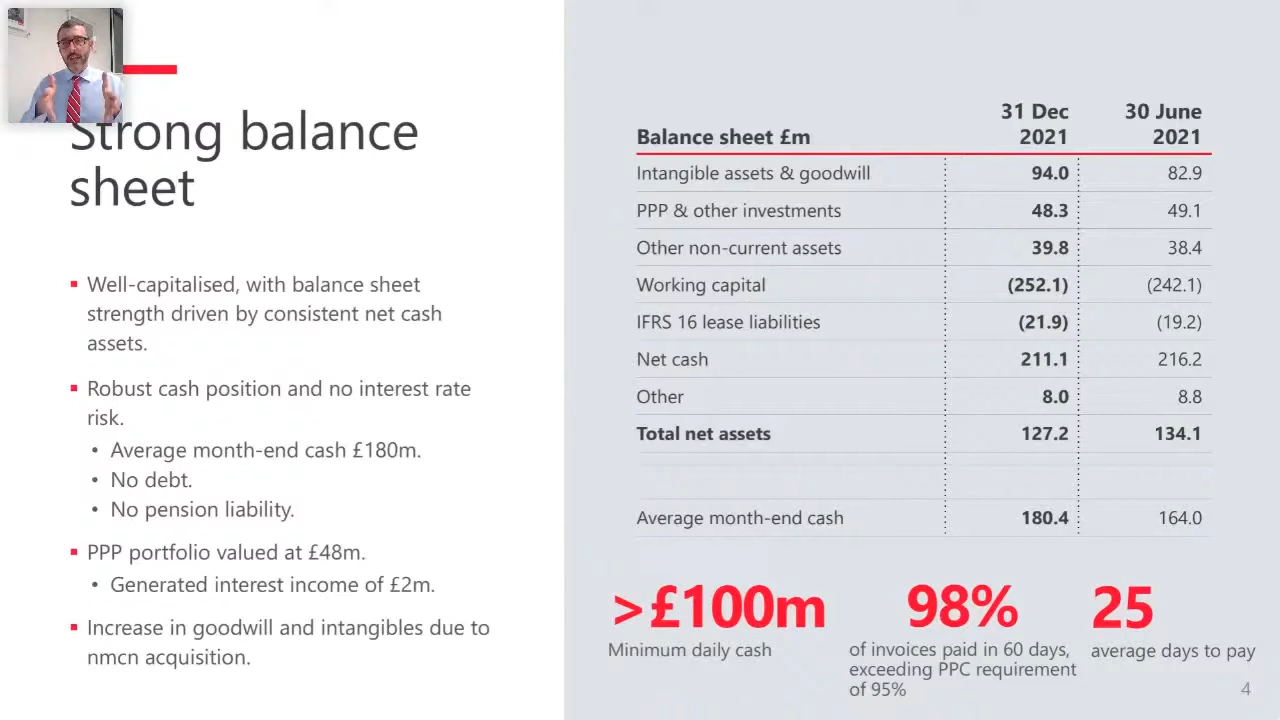 Strong balance
sheet
▪ Well-capitalised, with balance sheet
strength driven by consistent net cash
assets.
▪ Robust cash position and no interest rate
risk.
• Average month-end cash £180m.
• No debt.
• No pension liability.
▪ PPP portfolio valued at £48m.
• Generated interest income of £2m.
▪ Increase in goodwill and intangibles due to
nmcn acquisition.
31 Dec 30 June
Balance sheet £m 2021 2021
Intangible assets & goodwill 94.0 82.9
PPP & other investments 48.3 49.1
Other non-current assets 39.8 38.4
Working capital (252.1) (242.1)
IFRS 16 lease liabilities (21.9) (19.2)
Net cash 211.1 216.2
Other 8.0 8.8
Total net assets 127.2 134.1
Average month-end cash 180.4 164.0
>£100m
Minimum daily cash
98%
of invoices paid in 60 days,
exceeding PPC requirement
of 95%
25
average days to pay
4